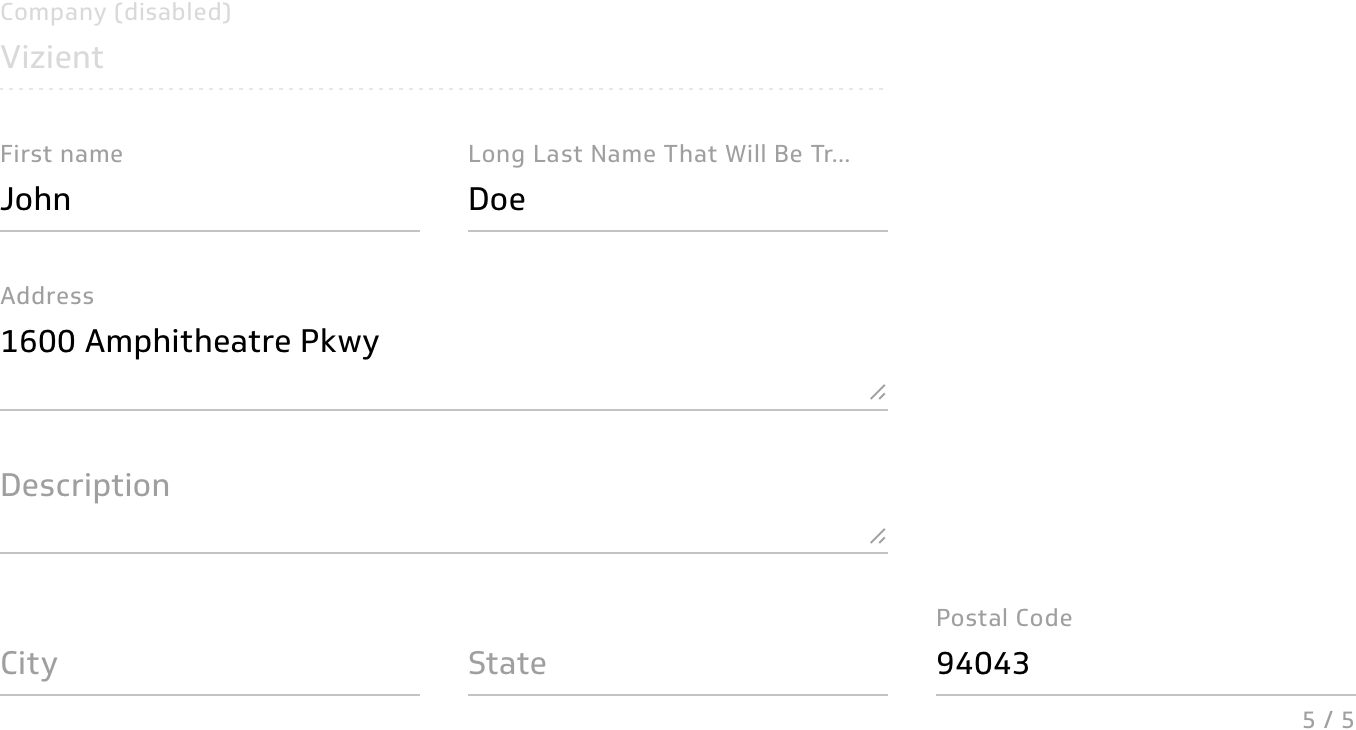 Company (disabled)
Vizient
First name
John
Long Last Name That Will Be Tr...
Doe
Address
1600 Amphitheatre Pkwy
Description
City
State
Postal Code
94043
5 / 5